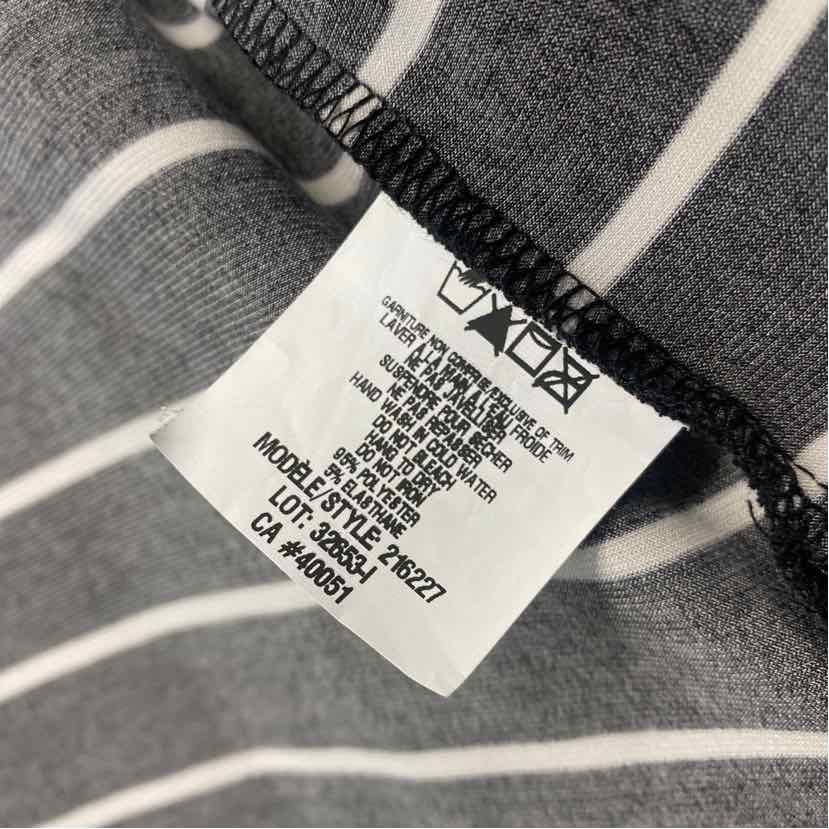 GARNITURE NON COMPRISE/EXCLUSIVE OF TRIM
LAVER À LA MAIN À L'EAU FROIDE
NE PAS JAVELLISER
SUSPENDRE POUR SÉCHER
NE PAS REPASSER
HAND WASH IN COLD WATER
DO NOT BLEACH
HANG TO DRY
DO NOT IRON
95% POLYESTER
5% ELASTHANE
MODÈLE/STYLE: 216227
LOT: 32653-I
CA #40051